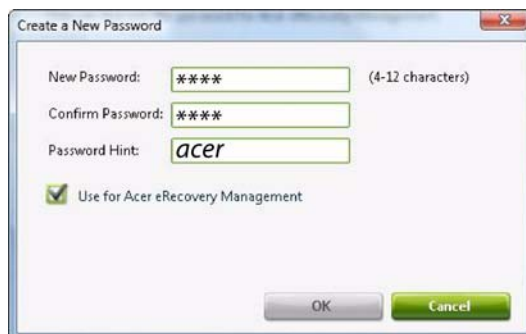 Create a New Password
New Password: **** (4-12 characters)
Confirm Password: ****
Password Hint: acer
Use for Acer eRecovery Management
OK Cancel